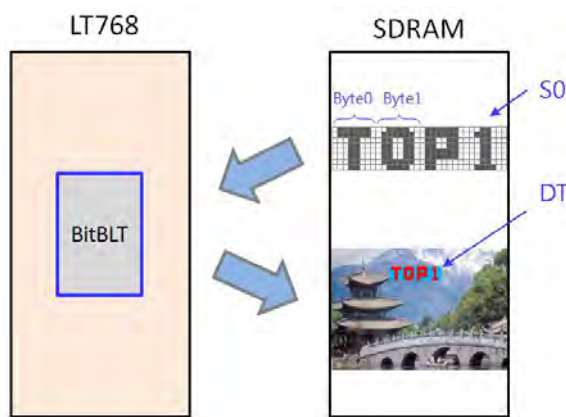 LT768
SDRAM
Byte0 Byte1
S0
TOP1
DT
BitBLT
TOP1